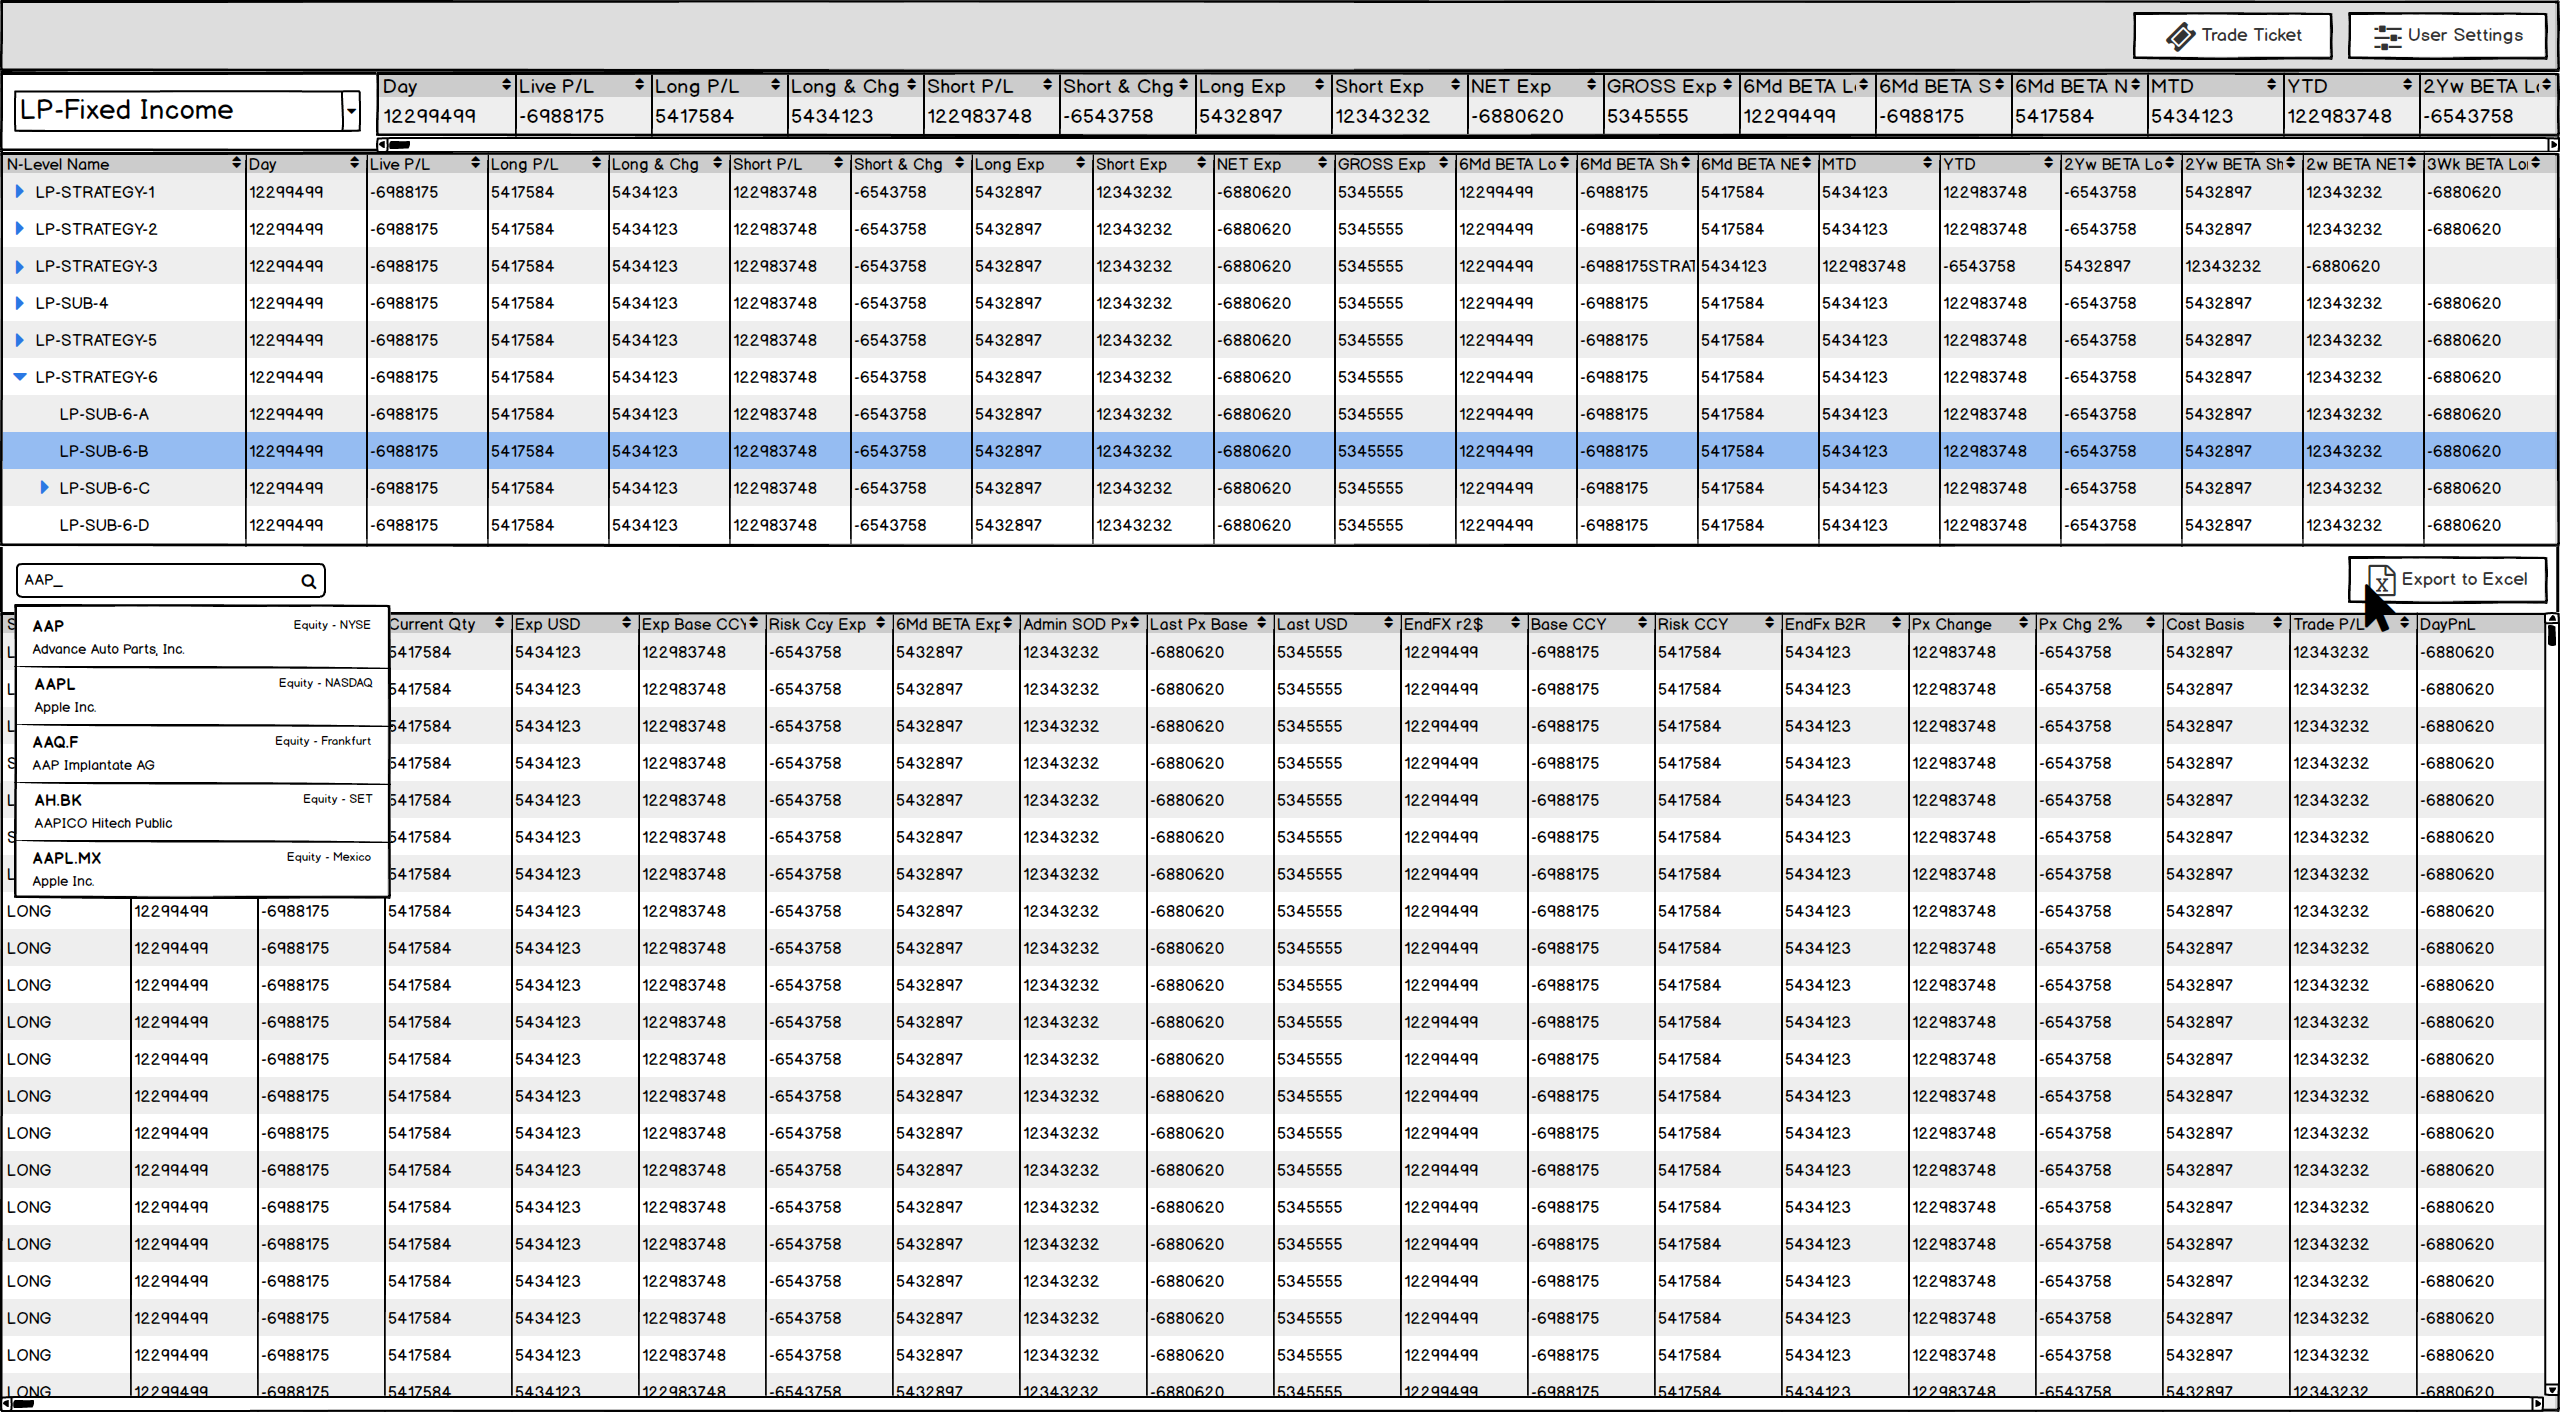 Trade Ticket User Settings
LP-Fixed Income
Day Live P/L Long P/L Long & Chg Short P/L Short & Chg Long Exp Short Exp NET Exp GROSS Exp 6Md BETA L 6Md BETA S 6Md BETA N MTD YTD 2Yw BETA L
12299499 -6988175 5417584 5434123 122983748 -6543758 5432897 12343232 -6880620 5345555 12299499 -6988175 5417584 5434123 122983748 -6543758
N-Level Name Day Live P/L Long P/L Long & Chg Short P/L Short & Chg Long Exp Short Exp NET Exp GROSS Exp 6Md BETA Lo 6Md BETA Sh 6Md BETA NE MTD YTD 2Yw BETA Lo 2Yw BETA Sh 2w BETA NET 3Wk BETA Lo
LP-STRATEGY-1 12299499 -6988175 5417584 5434123 122983748 -6543758 5432897 12343232 -6880620 5345555 12299499 -6988175 5417584 5434123 122983748 -6543758 5432897 12343232 -6880620
LP-STRATEGY-2 12299499 -6988175 5417584 5434123 122983748 -6543758 5432897 12343232 -6880620 5345555 12299499 -6988175 5417584 5434123 122983748 -6543758 5432897 12343232 -6880620
LP-STRATEGY-3 12299499 -6988175 5417584 5434123 122983748 -6543758 5432897 12343232 -6880620 5345555 12299499 -6988175STRAT 5434123 122983748 -6543758 5432897 12343232 -6880620
LP-SUB-4 12299499 -6988175 5417584 5434123 122983748 -6543758 5432897 12343232 -6880620 5345555 12299499 -6988175 5417584 5434123 122983748 -6543758 5432897 12343232 -6880620
LP-STRATEGY-5 12299499 -6988175 5417584 5434123 122983748 -6543758 5432897 12343232 -6880620 5345555 12299499 -6988175 5417584 5434123 122983748 -6543758 5432897 12343232 -6880620
LP-STRATEGY-6 12299499 -6988175 5417584 5434123 122983748 -6543758 5432897 12343232 -6880620 5345555 12299499 -6988175 5417584 5434123 122983748 -6543758 5432897 12343232 -6880620
LP-SUB-6-A 12299499 -6988175 5417584 5434123 122983748 -6543758 5432897 12343232 -6880620 5345555 12299499 -6988175 5417584 5434123 122983748 -6543758 5432897 12343232 -6880620
LP-SUB-6-B 12299499 -6988175 5417584 5434123 122983748 -6543758 5432897 12343232 -6880620 5345555 12299499 -6988175 5417584 5434123 122983748 -6543758 5432897 12343232 -6880620
LP-SUB-6-C 12299499 -6988175 5417584 5434123 122983748 -6543758 5432897 12343232 -6880620 5345555 12299499 -6988175 5417584 5434123 122983748 -6543758 5432897 12343232 -6880620
LP-SUB-6-D 12299499 -6988175 5417584 5434123 122983748 -6543758 5432897 12343232 -6880620 5345555 12299499 -6988175 5417584 5434123 122983748 -6543758 5432897 12343232 -6880620
AAP_ Export to Excel
AAP Equity - NYSE
Advance Auto Parts, Inc.
AAPL Equity - NASDAQ
Apple Inc.
AAQ.F Equity - Frankfurt
AAP Implantate AG
AH.BK Equity - SET
AAPICO Hitech Public
AAPL.MX Equity - Mexico
Apple Inc.
Current Qty Exp USD Exp Base CCY Risk Ccy Exp 6Md BETA Exp Admin SOD Px Last Px Base Last USD EndFX r2$ Base CCY Risk CCY EndFx B2R Px Change Px Chg 2% Cost Basis Trade P/L DayPnL
5417584 5434123 122983748 -6543758 5432897 12343232 -6880620 5345555 12299499 -6988175 5417584 5434123 122983748 -6543758 5432897 12343232 -6880620
5417584 5434123 122983748 -6543758 5432897 12343232 -6880620 5345555 12299499 -6988175 5417584 5434123 122983748 -6543758 5432897 12343232 -6880620
5417584 5434123 122983748 -6543758 5432897 12343232 -6880620 5345555 12299499 -6988175 5417584 5434123 122983748 -6543758 5432897 12343232 -6880620
5417584 5434123 122983748 -6543758 5432897 12343232 -6880620 5345555 12299499 -6988175 5417584 5434123 122983748 -6543758 5432897 12343232 -6880620
5417584 5434123 122983748 -6543758 5432897 12343232 -6880620 5345555 12299499 -6988175 5417584 5434123 122983748 -6543758 5432897 12343232 -6880620
5417584 5434123 122983748 -6543758 5432897 12343232 -6880620 5345555 12299499 -6988175 5417584 5434123 122983748 -6543758 5432897 12343232 -6880620
5417584 5434123 122983748 -6543758 5432897 12343232 -6880620 5345555 12299499 -6988175 5417584 5434123 122983748 -6543758 5432897 12343232 -6880620
LONG 12299499 -6988175 5417584 5434123 122983748 -6543758 5432897 12343232 -6880620 5345555 12299499 -6988175 5417584 5434123 122983748 -6543758 5432897 12343232 -6880620
LONG 12299499 -6988175 5417584 5434123 122983748 -6543758 5432897 12343232 -6880620 5345555 12299499 -6988175 5417584 5434123 122983748 -6543758 5432897 12343232 -6880620
LONG 12299499 -6988175 5417584 5434123 122983748 -6543758 5432897 12343232 -6880620 5345555 12299499 -6988175 5417584 5434123 122983748 -6543758 5432897 12343232 -6880620
LONG 12299499 -6988175 5417584 5434123 122983748 -6543758 5432897 12343232 -6880620 5345555 12299499 -6988175 5417584 5434123 122983748 -6543758 5432897 12343232 -6880620
LONG 12299499 -6988175 5417584 5434123 122983748 -6543758 5432897 12343232 -6880620 5345555 12299499 -6988175 5417584 5434123 122983748 -6543758 5432897 12343232 -6880620
LONG 12299499 -6988175 5417584 5434123 122983748 -6543758 5432897 12343232 -6880620 5345555 12299499 -6988175 5417584 5434123 122983748 -6543758 5432897 12343232 -6880620
LONG 12299499 -6988175 5417584 5434123 122983748 -6543758 5432897 12343232 -6880620 5345555 12299499 -6988175 5417584 5434123 122983748 -6543758 5432897 12343232 -6880620
LONG 12299499 -6988175 5417584 5434123 122983748 -6543758 5432897 12343232 -6880620 5345555 12299499 -6988175 5417584 5434123 122983748 -6543758 5432897 12343232 -6880620
LONG 12299499 -6988175 5417584 5434123 122983748 -6543758 5432897 12343232 -6880620 5345555 12299499 -6988175 5417584 5434123 122983748 -6543758 5432897 12343232 -6880620
LONG 12299499 -6988175 5417584 5434123 122983748 -6543758 5432897 12343232 -6880620 5345555 12299499 -6988175 5417584 5434123 122983748 -6543758 5432897 12343232 -6880620
LONG 12299499 -6988175 5417584 5434123 122983748 -6543758 5432897 12343232 -6880620 5345555 12299499 -6988175 5417584 5434123 122983748 -6543758 5432897 12343232 -6880620
LONG 12299499 -6988175 5417584 5434123 122983748 -6543758 5432897 12343232 -6880620 5345555 12299499 -6988175 5417584 5434123 122983748 -6543758 5432897 12343232 -6880620
LONG 12299499 -6988175 5417584 5434123 122983748 -6543758 5432897 12343232 -6880620 5345555 12299499 -6988175 5417584 5434123 122983748 -6543758 5432897 12343232 -6880620
LONG 12299499 -6988175 5417584 5434123 122983748 -6543758 5432897 12343232 -6880620 5345555 12299499 -6988175 5417584 5434123 122983748 -6543758 5432897 12343232 -6880620